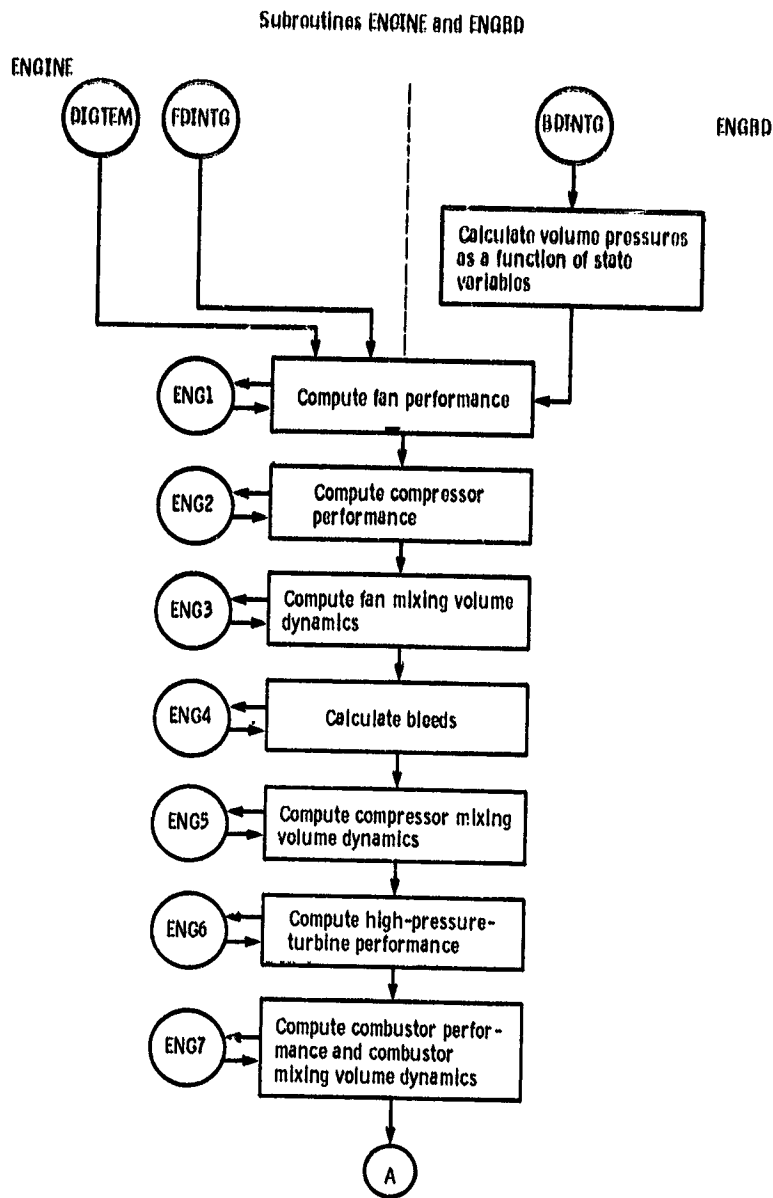 Subroutines ENGINE and ENGBD
ENGINE
DIGTEM
FDINTG
BDINTG
ENGBD
Calculate volume pressures
as a function of state
variables
ENG1
Compute fan performance
ENG2
Compute compressor
performance
ENG3
Compute fan mixing volume
dynamics
ENG4
Calculate bleeds
ENG5
Compute compressor mixing
volume dynamics
ENG6
Compute high-pressure-
turbine performance
ENG7
Compute combustor perfor-
mance and combustor
mixing volume dynamics
A